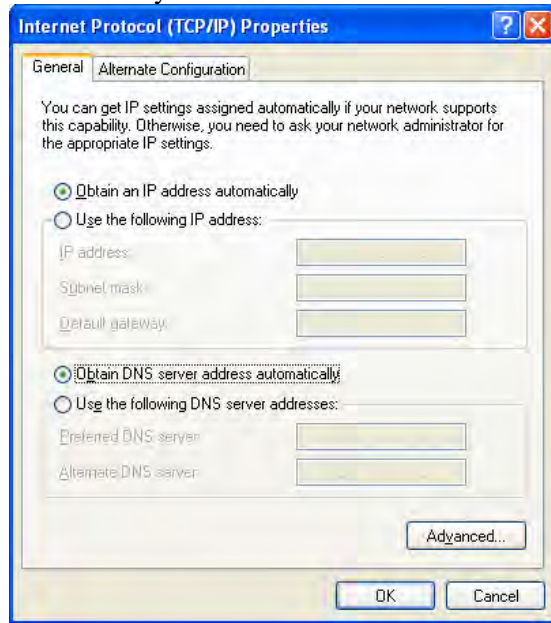 Internet Protocol (TCP/IP) Properties
General Alternate Configuration
You can get IP settings assigned automatically if your network supports
this capability. Otherwise, you need to ask your network administrator for
the appropriate IP settings.
Obtain an IP address automatically
Use the following IP address:
IP address:
Subnet mask:
Default gateway:
Obtain DNS server address automatically
Use the following DNS server addresses:
Preferred DNS server:
Alternate DNS server:
Advanced...
OK Cancel